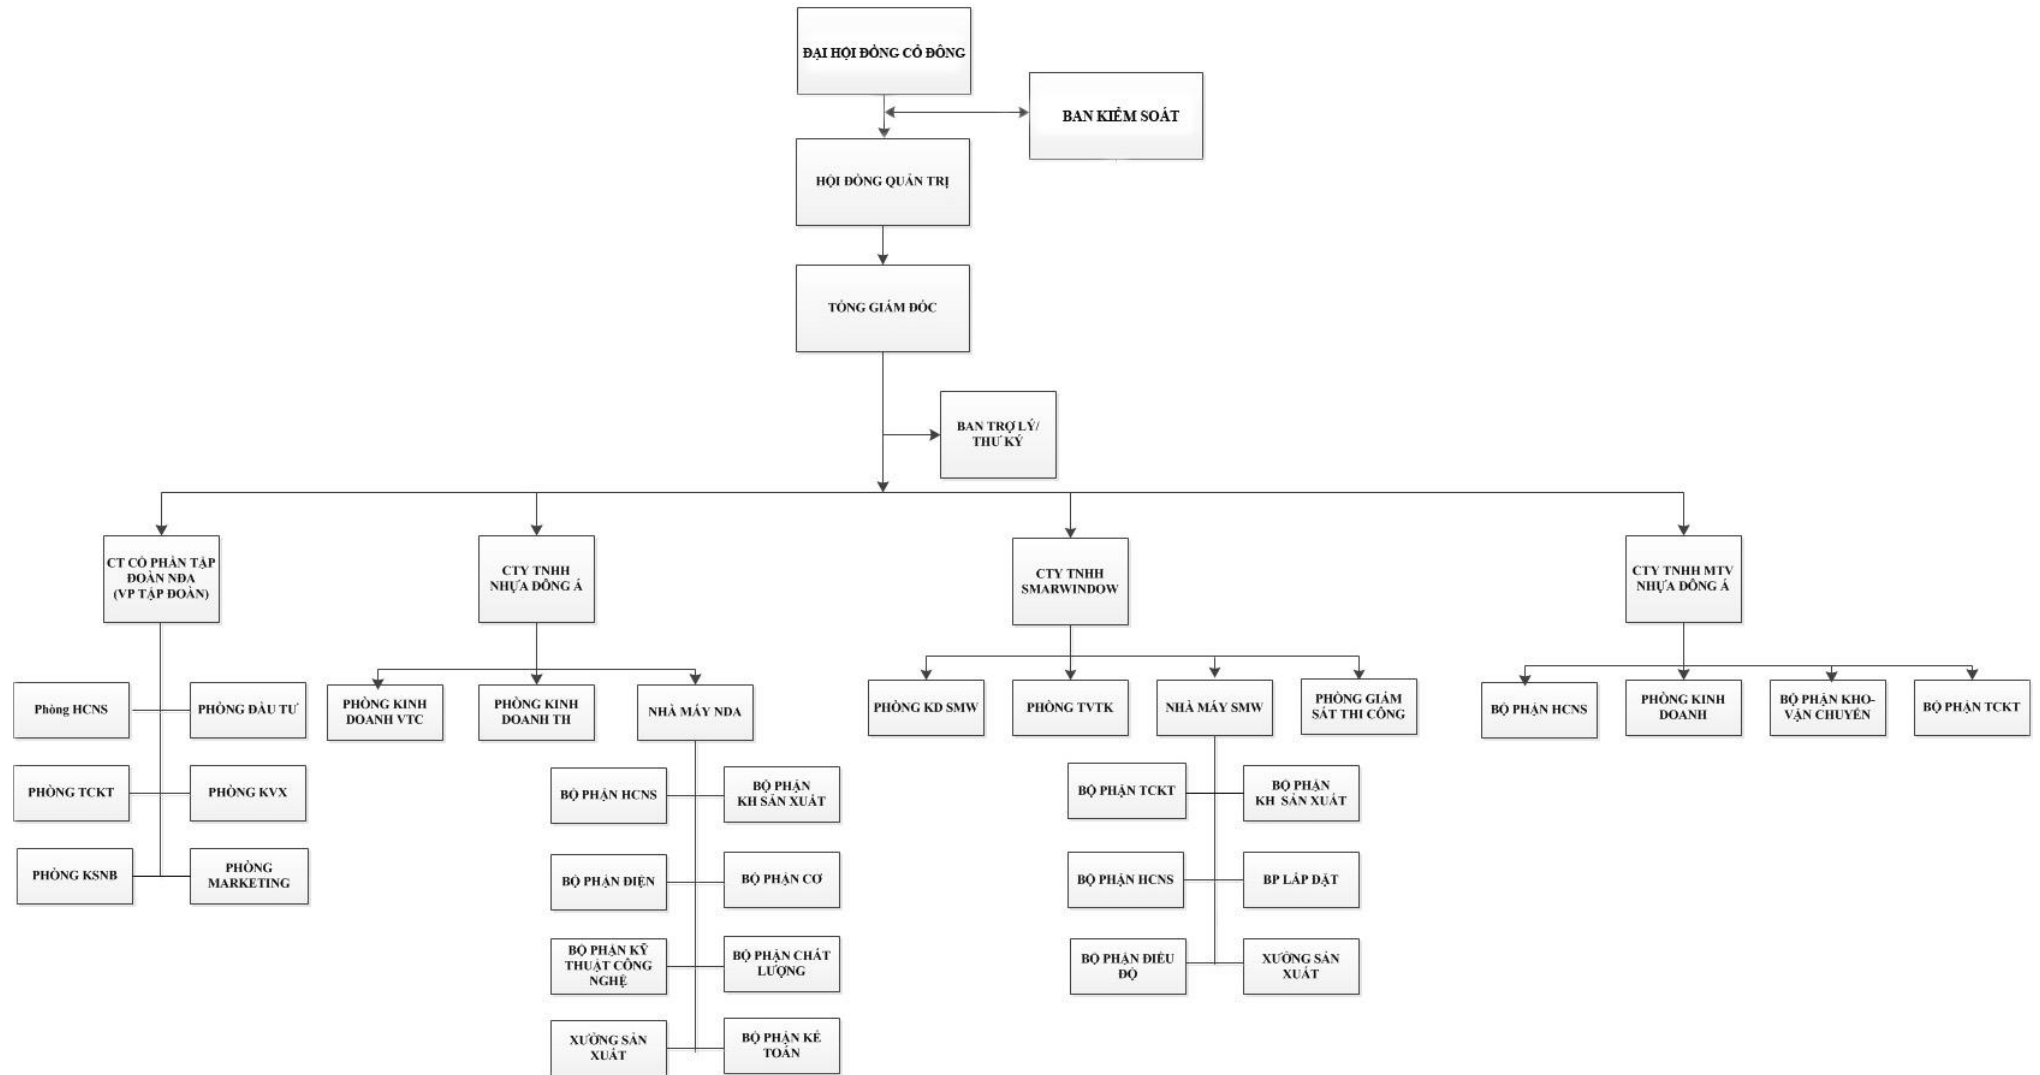 ĐẠI HỘI ĐỒNG CỔ ĐÔNG
BAN KIỂM SOÁT
HỘI ĐỒNG QUẢN TRỊ
TỔNG GIÁM ĐỐC
BAN TRỢ LÝ/
THƯ KÝ
CT CỔ PHẦN TẬP
ĐOÀN NĐA
(VP TẬP ĐOÀN)
CTY TNHH
NHỰA ĐÔNG Á
CTY TNHH
SMARWINDOW
CTY TNHH MTV
NHỰA ĐÔNG Á
Phòng HCNS
PHÒNG ĐẦU TƯ
PHÒNG TCKT
PHÒNG KVX
PHÒNG KSNB
PHÒNG
MARKETING
PHÒNG KINH
DOANH VTC
PHÒNG KINH
DOANH TH
NHÀ MÁY NDA
BỘ PHẬN HCNS
BỘ PHẬN
KH SẢN XUẤT
BỘ PHẬN ĐIỆN
BỘ PHẬN CƠ
BỘ PHẬN KỸ
THUẬT CÔNG
NGHỆ
BỘ PHẬN CHẤT
LƯỢNG
XƯỞNG SẢN
XUẤT
BỘ PHẬN KẾ
TOÁN
PHÒNG KD SMW
PHÒNG TVTK
NHÀ MÁY SMW
PHÒNG GIÁM
SÁT THI CÔNG
BỘ PHẬN TCKT
BỘ PHẬN
KH SẢN XUẤT
BỘ PHẬN HCNS
BP LẮP ĐẶT
BỘ PHẬN ĐIỀU
ĐỘ
XƯỞNG SẢN
XUẤT
BỘ PHẬN HCNS
PHÒNG KINH
DOANH
BỘ PHẬN KHO-
VẬN CHUYỂN
BỘ PHẬN TCKT